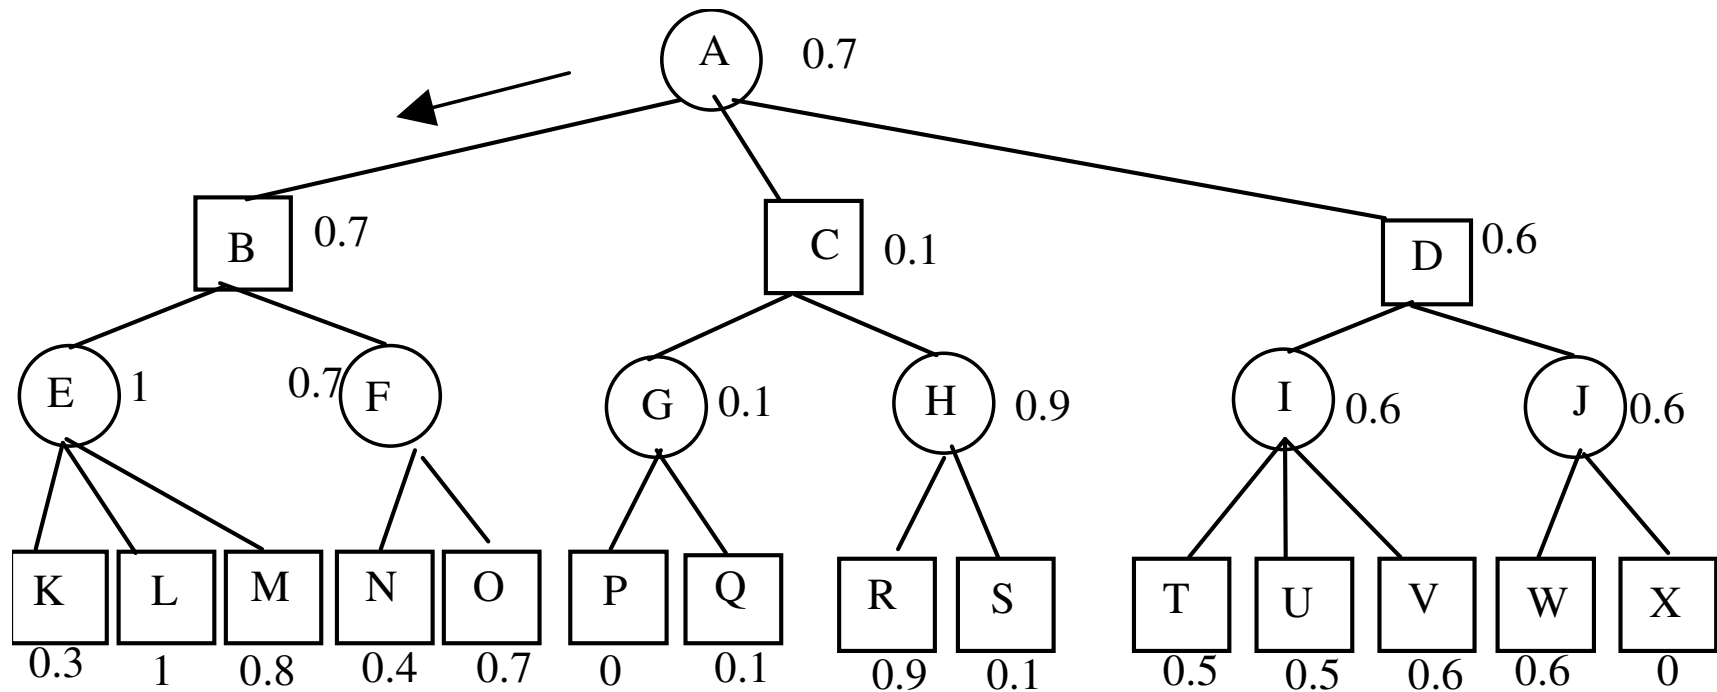 A 0.7
B 0.7 C 0.1 D 0.6
E 1 0.7 F G 0.1 H 0.9 I 0.6 J 0.6
K L M N O P Q R S T U V W X
0.3 1 0.8 0.4 0.7 0 0.1 0.9 0.1 0.5 0.5 0.6 0.6 0